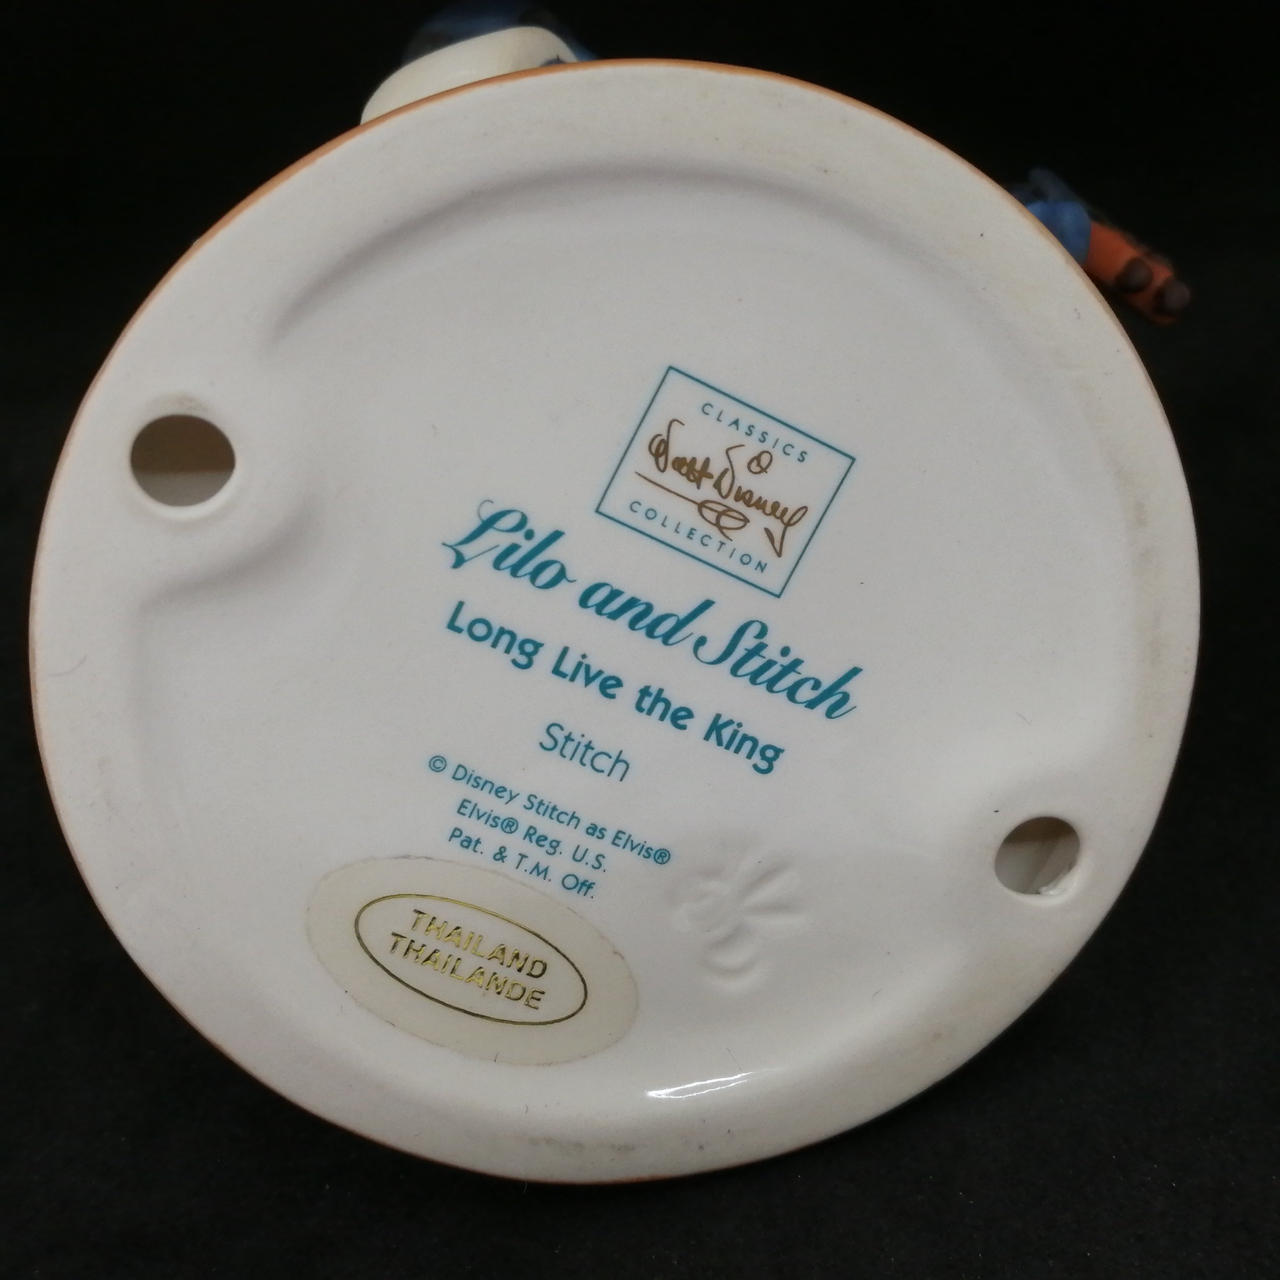 CLASSICS
Walt Disney
COLLECTION
Lilo and Stitch
Long Live the King
Stitch
© Disney Stitch as Elvis®
Elvis® Reg. U.S.
Pat. & T.M. Off.
THAILAND
THAILANDE